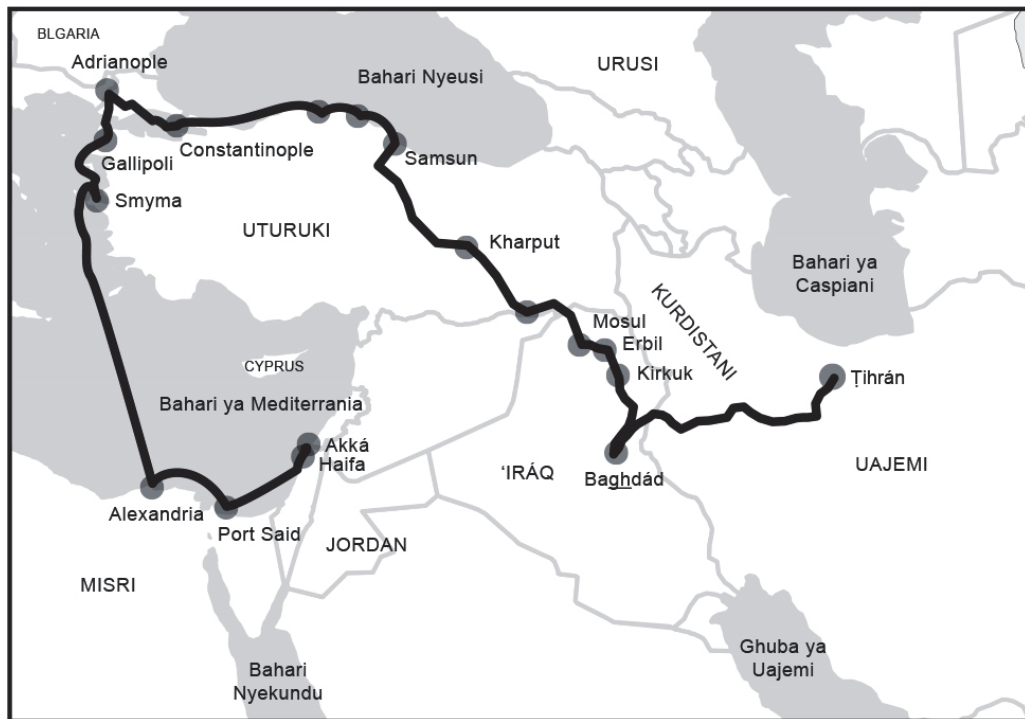 BLGARIA
Adrianople
Bahari Nyeusi
URUSI
Constantinople
Gallipoli
Samsun
Smyma
UTURUKI
Kharput
Bahari ya
Caspiani
KURDISTANI
Mosul
Erbil
Kirkuk
Ṭihrán
CYPRUS
Bahari ya Mediterrania
Akká
Haifa
‘IRÁQ
Baghdád
UAJEMI
Alexandria
Port Said
JORDAN
MISRI
Bahari
Nyekundu
Ghuba ya
Uajemi